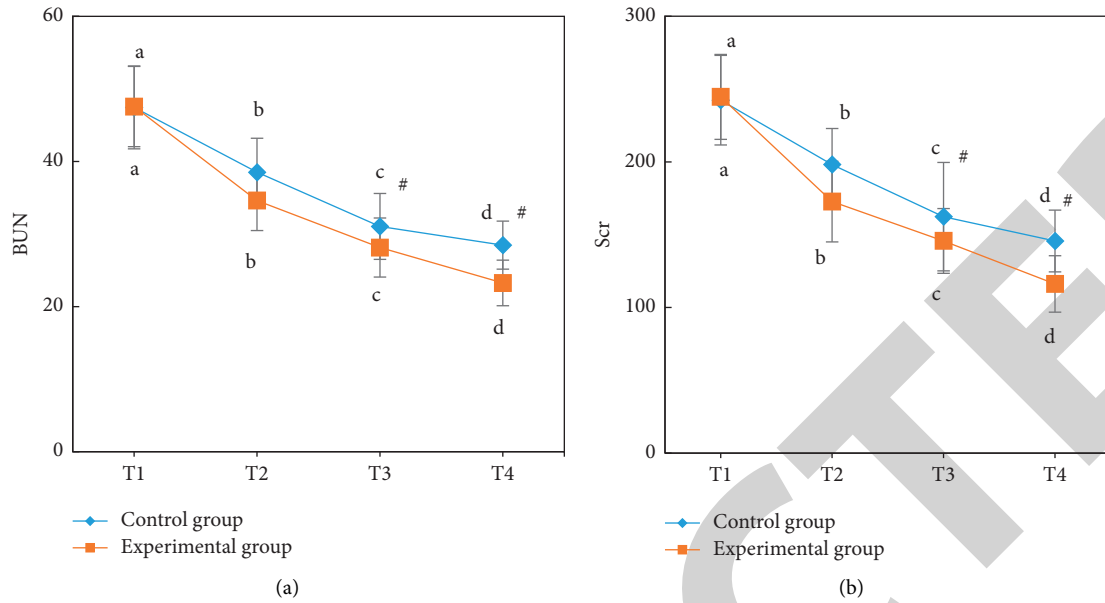 60
40
20
0
BUN
a
a
b
b
c
#
c
d
#
d
T1 T2 T3 T4
Control group
Experimental group
(a)
300
200
100
0
Scr
a
a
b
b
c
#
c
d
#
d
T1 T2 T3 T4
Control group
Experimental group
(b)
CTE